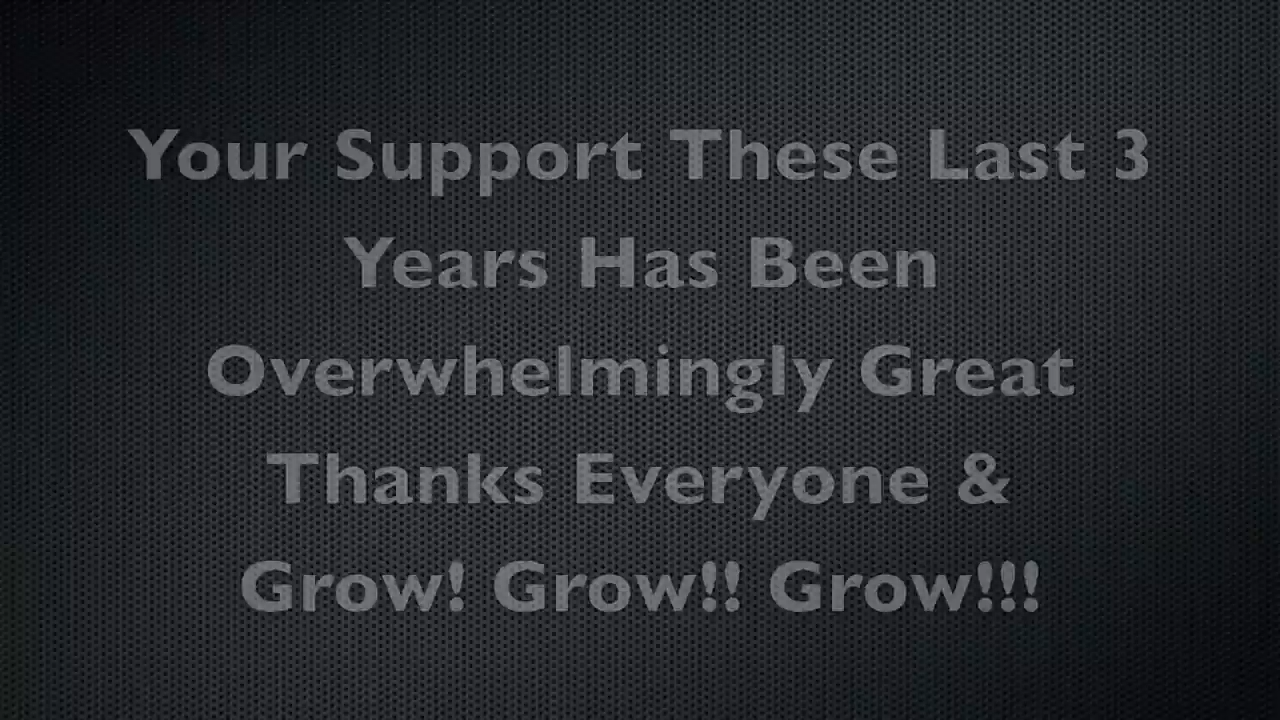 Your Support These Last 3
Years Has Been
Overwhelmingly Great
Thanks Everyone &
Grow! Grow!! Grow!!!